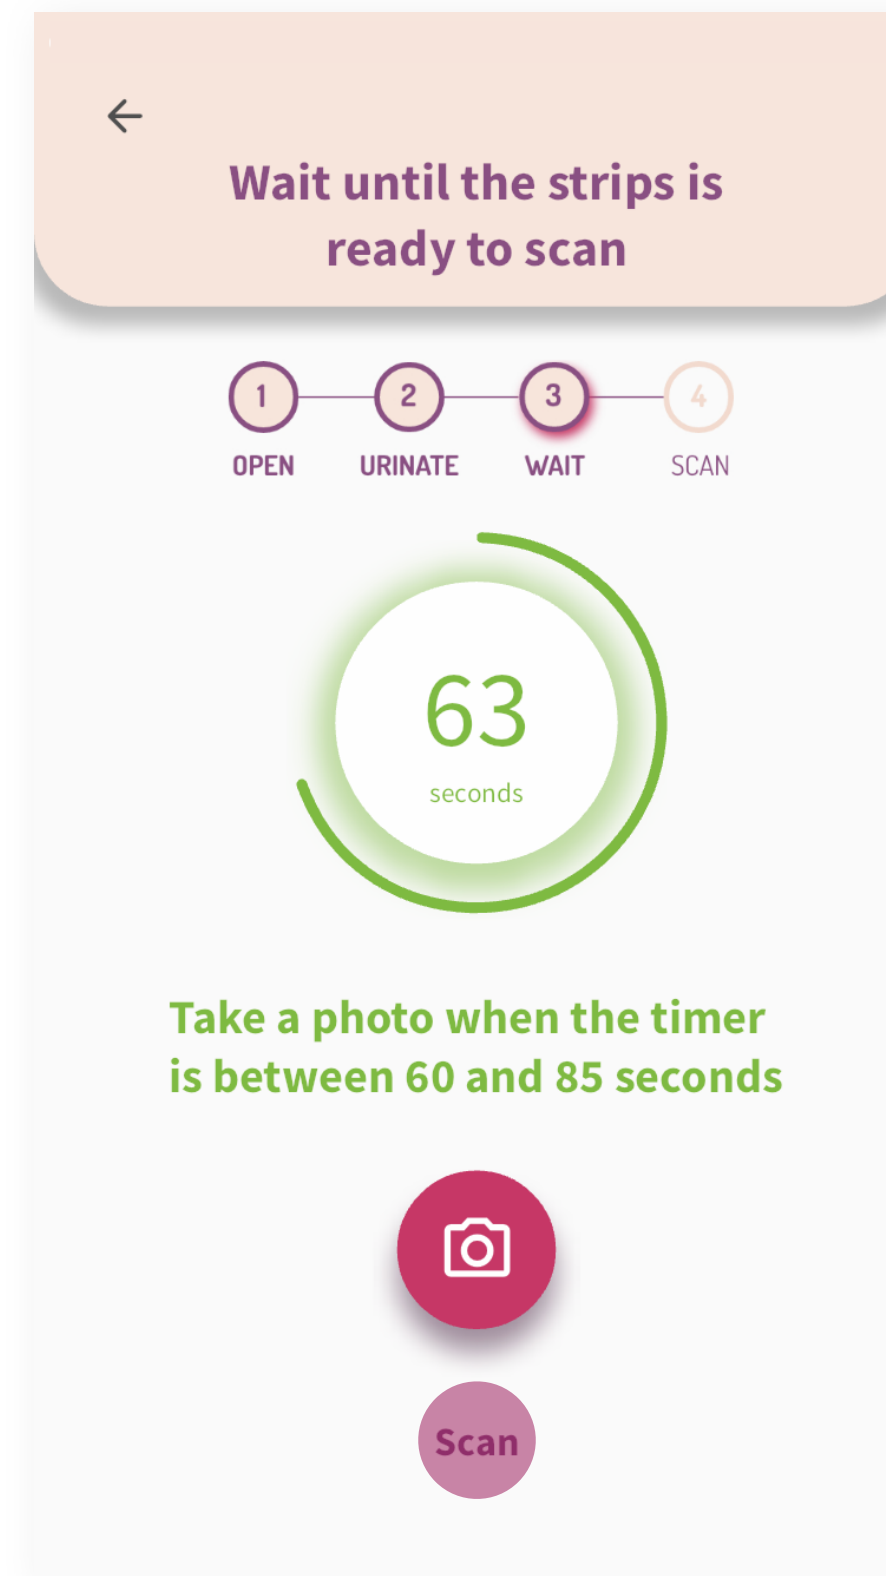 Wait until the strips is
ready to scan
1 2 3 4
OPEN URINATE WAIT SCAN
63
seconds
Take a photo when the timer
is between 60 and 85 seconds
Scan